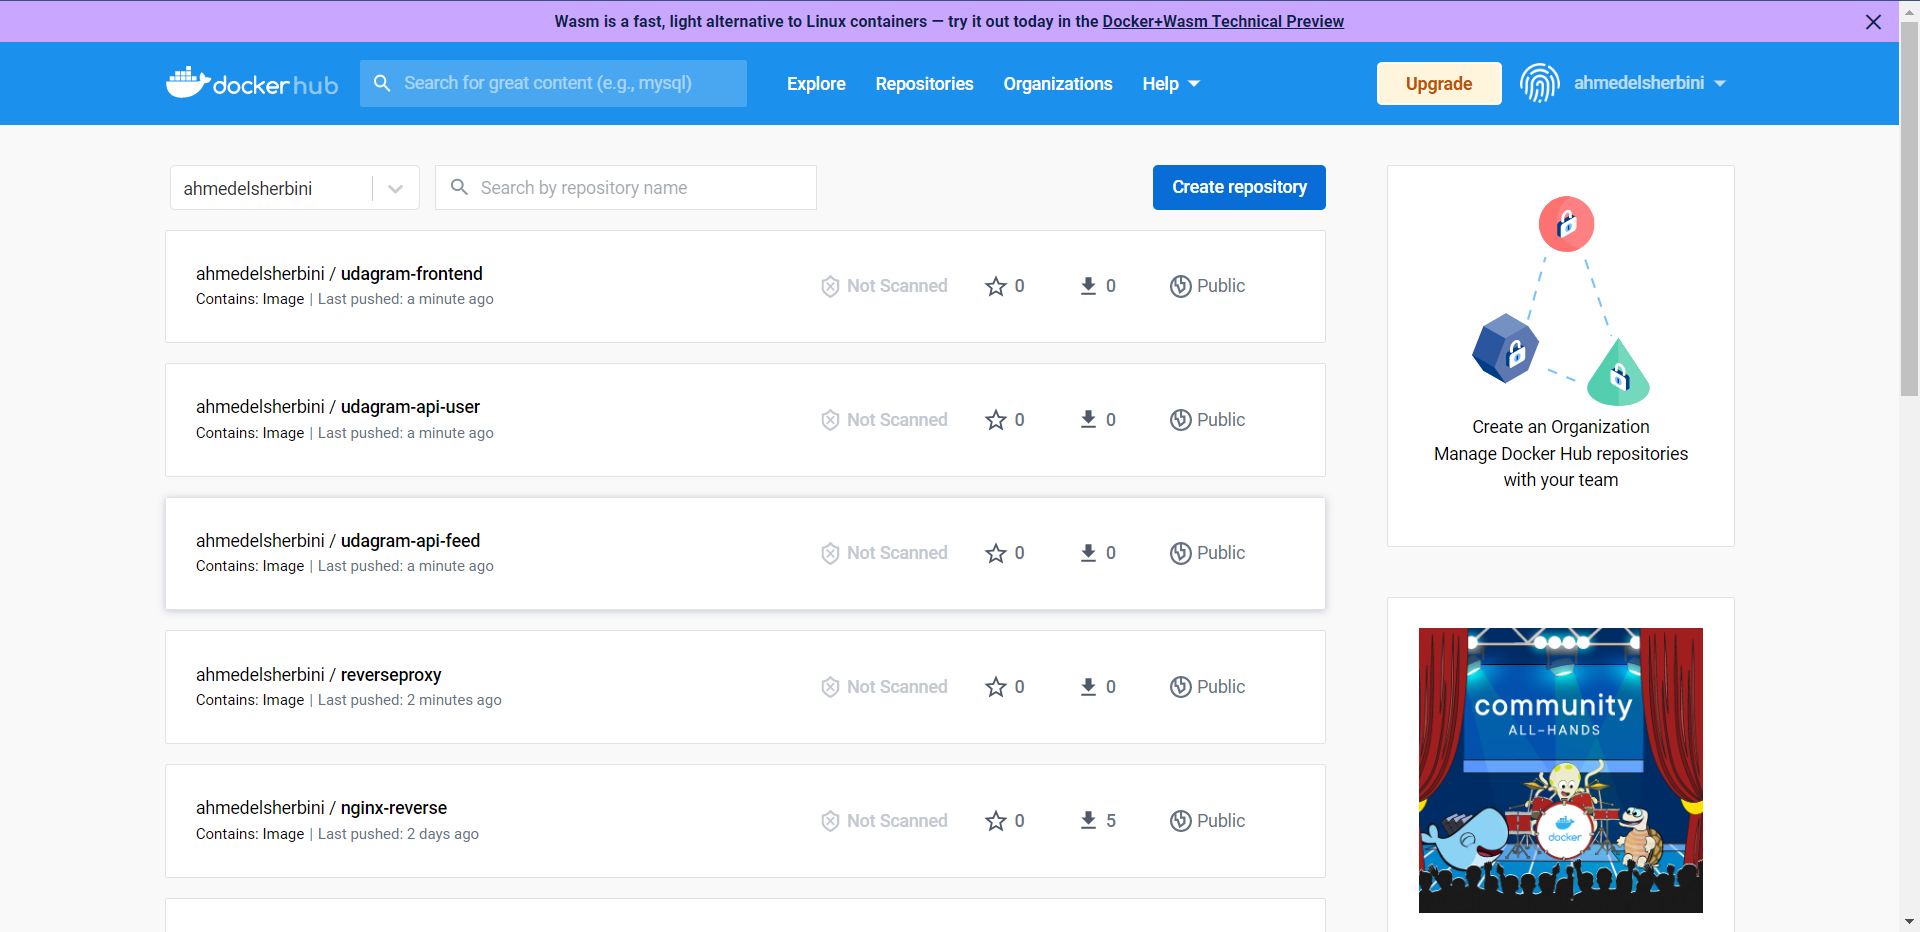 Wasm is a fast, light alternative to Linux containers — try it out today in the Docker+Wasm Technical Preview
docker hub
Search for great content (e.g., mysql)
Explore
Repositories
Organizations
Help
Upgrade
ahmedelsherbini
ahmedelsherbini
Search by repository name
Create repository
ahmedelsherbini / udagram-frontend
Contains: Image | Last pushed: a minute ago
Not Scanned
0
0
Public
ahmedelsherbini / udagram-api-user
Contains: Image | Last pushed: a minute ago
Not Scanned
0
0
Public
ahmedelsherbini / udagram-api-feed
Contains: Image | Last pushed: a minute ago
Not Scanned
0
0
Public
ahmedelsherbini / reverseproxy
Contains: Image | Last pushed: 2 minutes ago
Not Scanned
0
0
Public
ahmedelsherbini / nginx-reverse
Contains: Image | Last pushed: 2 days ago
Not Scanned
0
5
Public
Create an Organization
Manage Docker Hub repositories
with your team
community
ALL-HANDS
docker